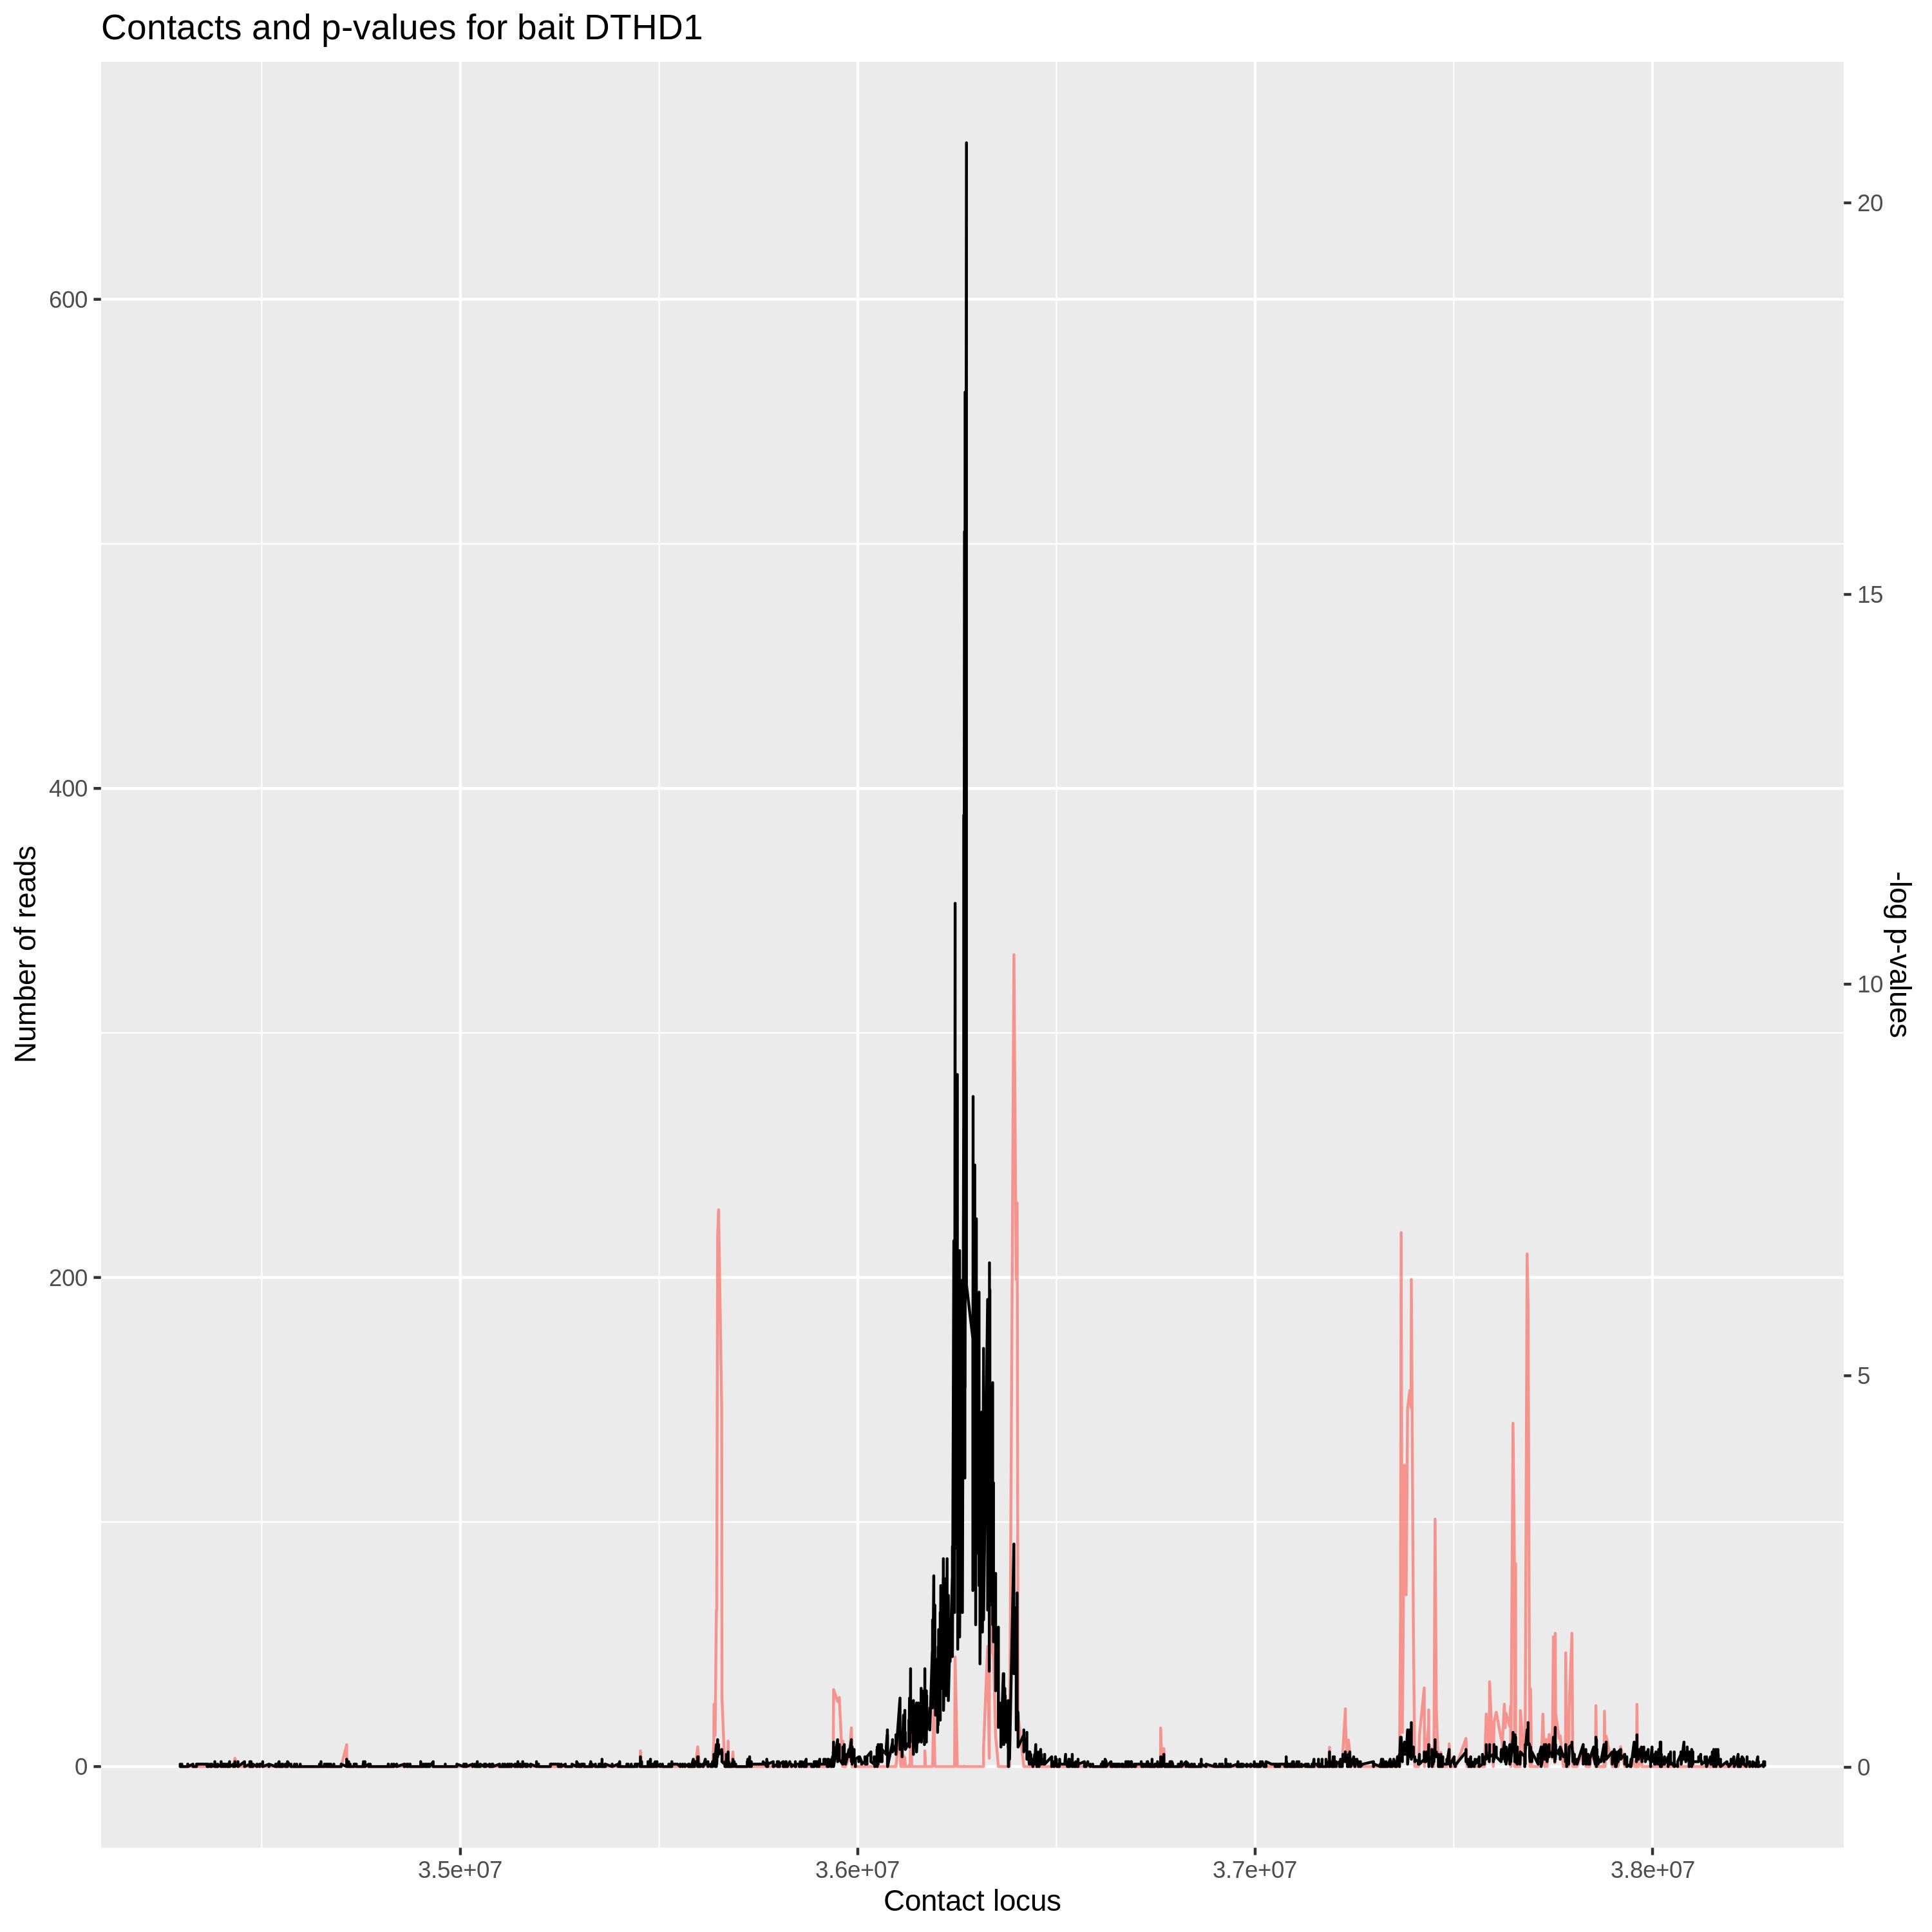 Contacts and p-values for bait DTHD1
600
400
200
0
Number of reads
20
15
10
5
0
-log p-values
3.5e+07 3.6e+07 3.7e+07 3.8e+07
Contact locus